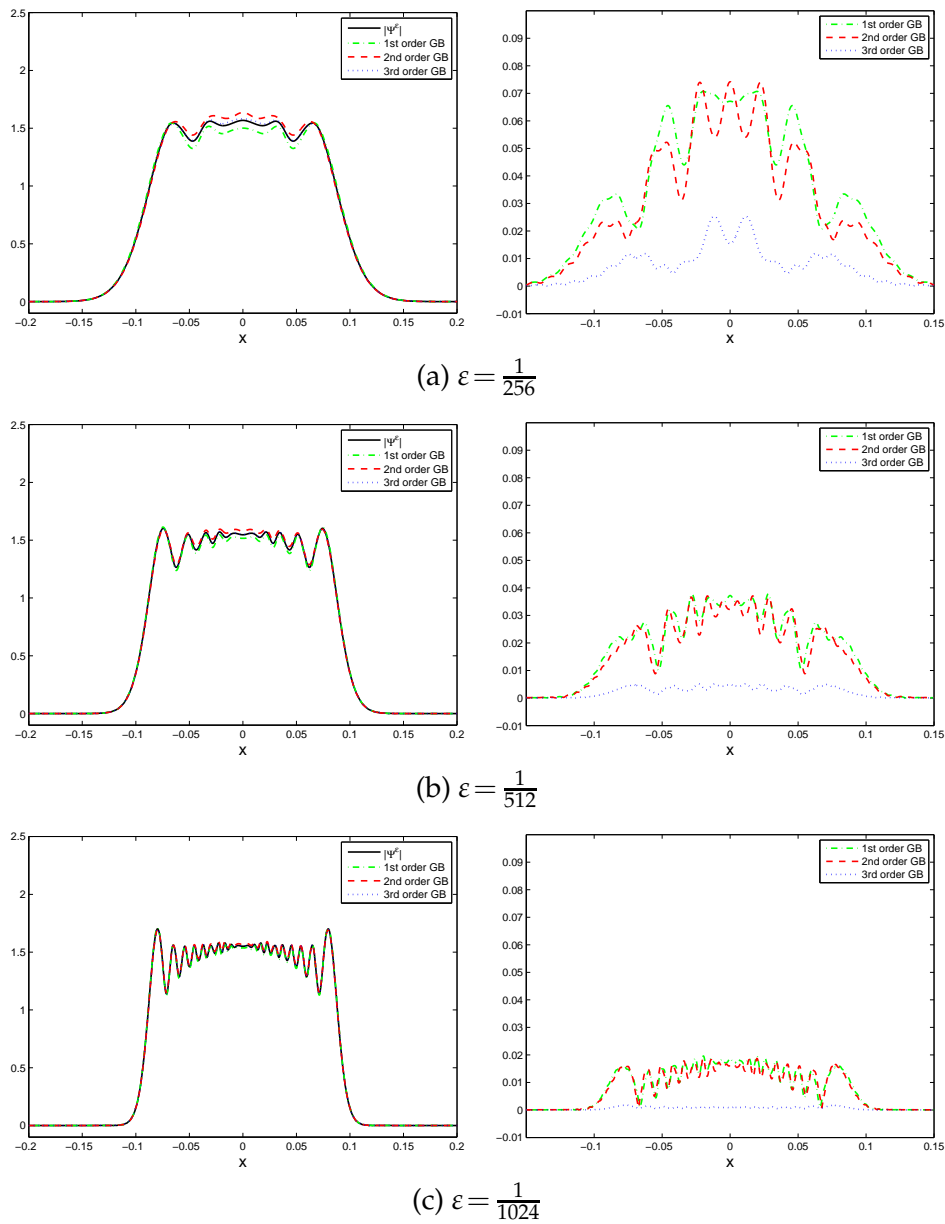 2.5
2
1.5
1
0.5
0
−0.2 −0.15 −0.1 −0.05 0 0.05 0.1 0.15 0.2
x
|Ψ^ε|
1st order GB
2nd order GB
3rd order GB
0.09
0.08
0.07
0.06
0.05
0.04
0.03
0.02
0.01
0
−0.01
−0.1 −0.05 0 0.05 0.1 0.15
x
1st order GB
2nd order GB
3rd order GB
(a) ε = 1/256
2.5
2
1.5
1
0.5
0
−0.2 −0.15 −0.1 −0.05 0 0.05 0.1 0.15 0.2
x
|Ψ^ε|
1st order GB
2nd order GB
3rd order GB
0.09
0.08
0.07
0.06
0.05
0.04
0.03
0.02
0.01
0
−0.01
−0.1 −0.05 0 0.05 0.1 0.15
x
1st order GB
2nd order GB
3rd order GB
(b) ε = 1/512
2.5
2
1.5
1
0.5
0
−0.2 −0.15 −0.1 −0.05 0 0.05 0.1 0.15 0.2
x
|Ψ^ε|
1st order GB
2nd order GB
3rd order GB
0.09
0.08
0.07
0.06
0.05
0.04
0.03
0.02
0.01
0
−0.01
−0.1 −0.05 0 0.05 0.1 0.15
x
1st order GB
2nd order GB
3rd order GB
(c) ε = 1/1024